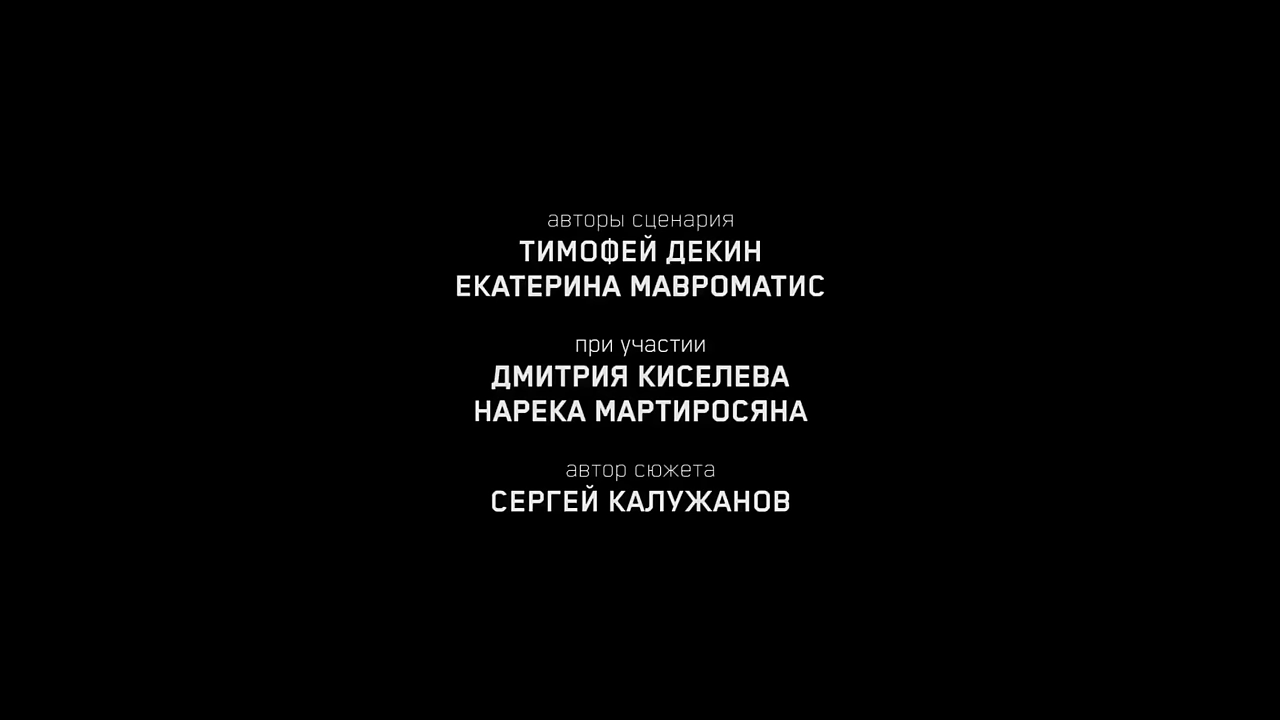 авторы сценария
ТИМОФЕЙ ДЕКИН
ЕКАТЕРИНА МАВРОМАТИС
при участии
ДМИТРИЯ КИСЕЛЕВА
НАРЕКА МАРТИРОСЯНА
автор сюжета
СЕРГЕЙ КАЛУЖАНОВ